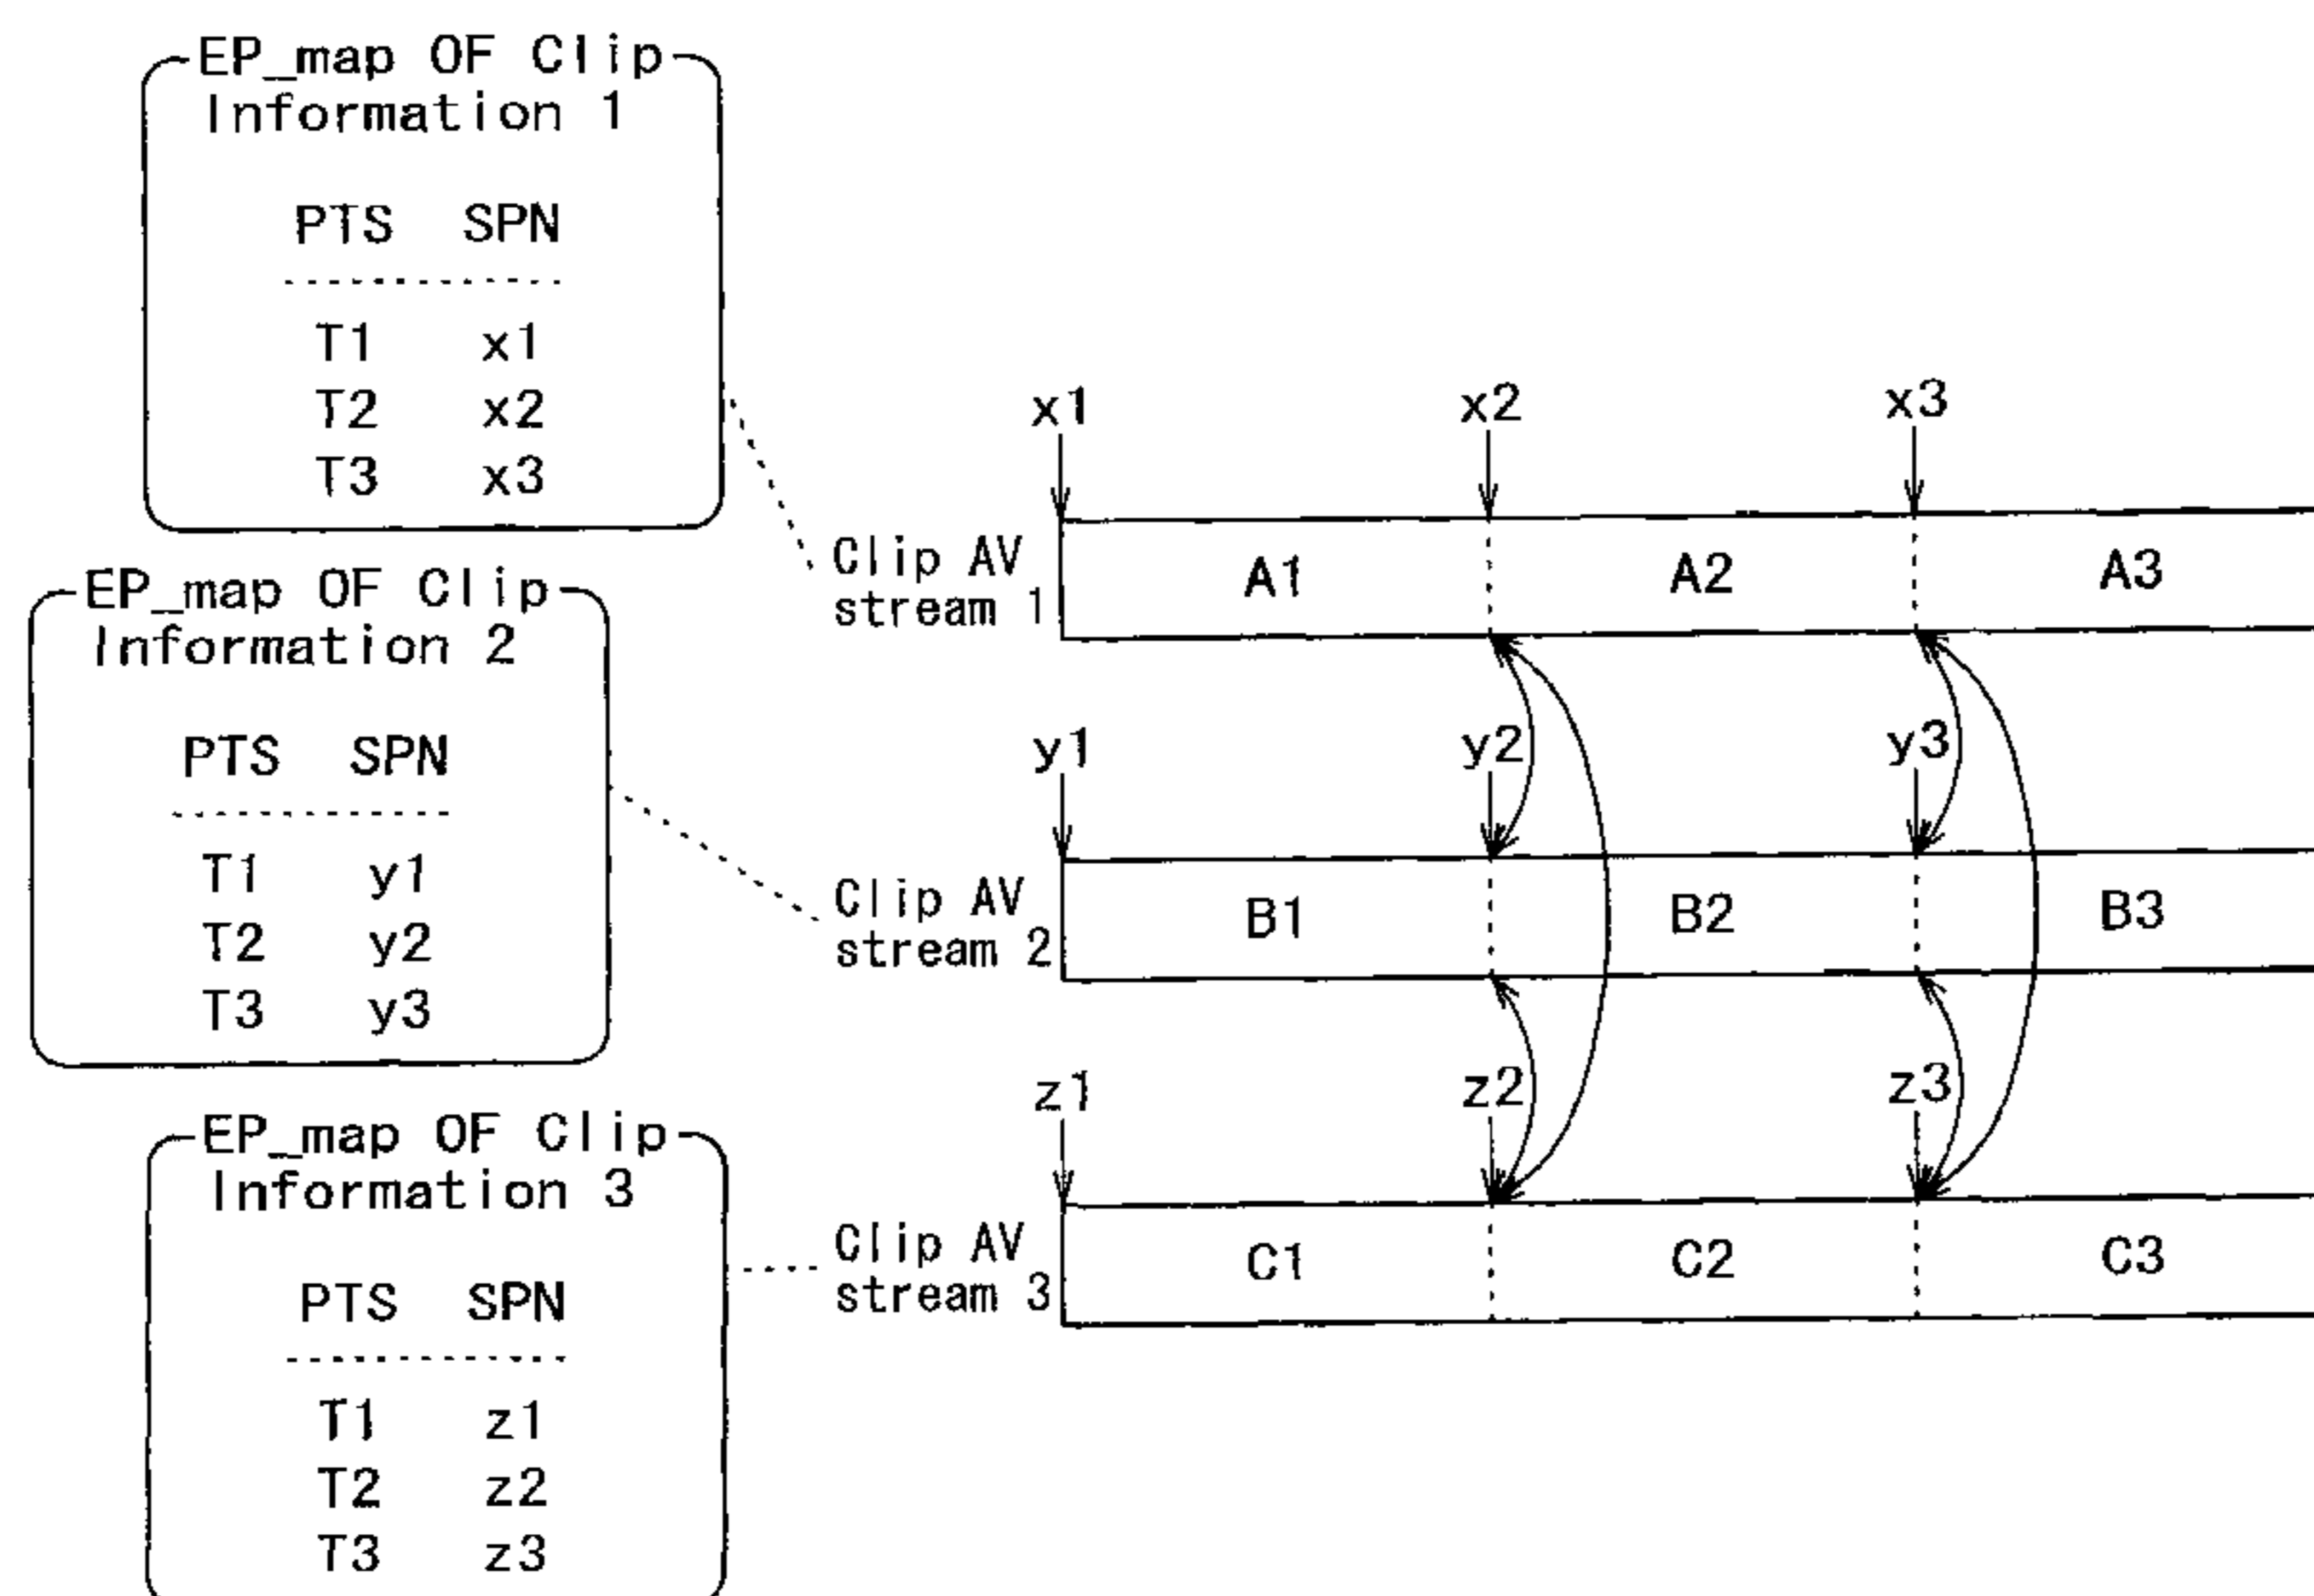 EP_map OF Clip
Information 1
PTS SPN
T1 x1
T2 x2
T3 x3
EP_map OF Clip
Information 2
PTS SPN
T1 y1
T2 y2
T3 y3
EP_map OF Clip
Information 3
PTS SPN
T1 z1
T2 z2
T3 z3
x1 x2 x3
Clip AV
stream 1
A1 A2 A3
y1 y2 y3
Clip AV
stream 2
B1 B2 B3
z1 z2 z3
Clip AV
stream 3
C1 C2 C3